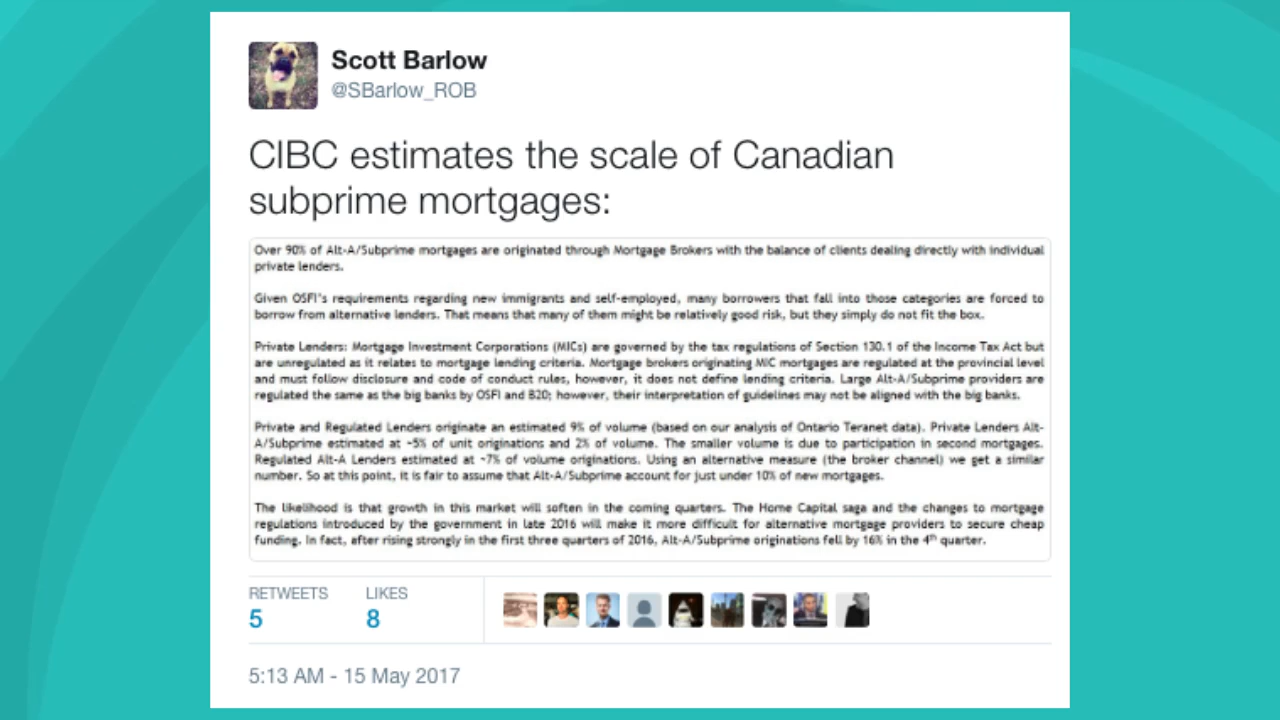 Scott Barlow
@SBarlow_ROB
CIBC estimates the scale of Canadian
subprime mortgages:
Over 90% of Alt-A/Subprime mortgages are originated through Mortgage Brokers with the balance of clients dealing directly with individual
private lenders.
Given OSFI's requirements regarding new immigrants and self-employed, many borrowers that fall into those categories are forced to
borrow from alternative lenders. That means that many of them might be relatively good risk, but they simply do not fit the box.
Private Lenders: Mortgage Investment Corporations (MICs) are governed by the tax regulations of Section 130.1 of the Income Tax Act but
are unregulated as it relates to mortgage lending criteria. Mortgage brokers originating MIC mortgages are regulated at the provincial level
and must follow disclosure and code of conduct rules, however, it does not define lending criteria. Large Alt-A/Subprime providers are
regulated the same as the big banks by OSFI and B20; however, their interpretation of guidelines may not be aligned with the big banks.
Private and Regulated Lenders originate an estimated 9% of volume (based on our analysis of Ontario Teranet data). Private Lenders Alt-
A/Subprime estimated at ~5% of unit originations and 2% of volume. The smaller volume is due to participation in second mortgages.
Regulated Alt-A Lenders estimated at ~7% of volume originations. Using an alternative measure (the broker channel) we get a similar
number. So at this point, it is fair to assume that Alt-A/Subprime account for just under 10% of new mortgages.
The likelihood is that growth in this market will soften in the coming quarters. The Home Capital saga and the changes to mortgage
regulations introduced by the government in late 2016 will make it more difficult for alternative mortgage providers to secure cheap
funding. In fact, after rising strongly in the first three quarters of 2016, Alt-A/Subprime originations fell by 16% in the 4th quarter.
RETWEETS LIKES
5 8
5:13 AM - 15 May 2017